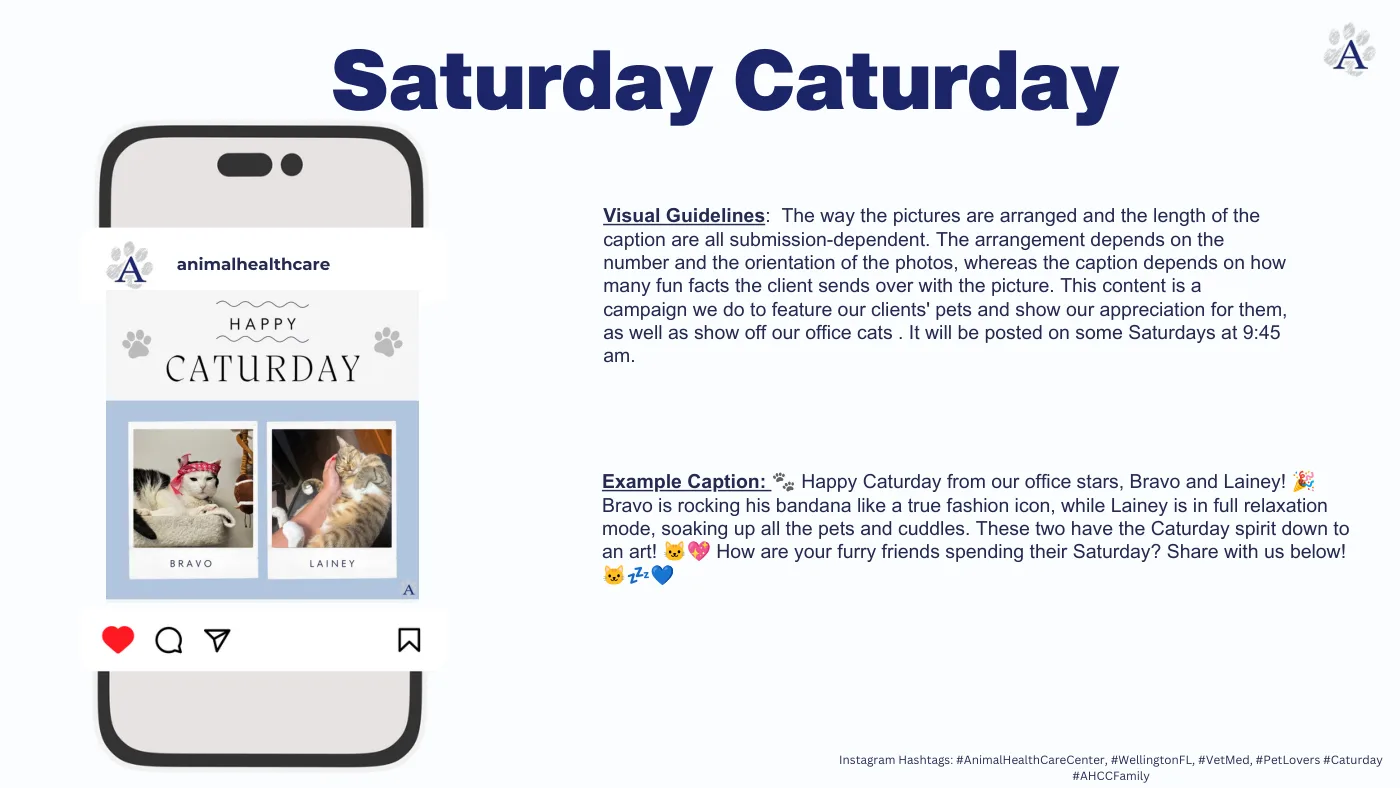 Saturday Caturday
A
A animalhealthcare
HAPPY
CATURDAY
BRAVO LAINEY
A
Visual Guidelines:  The way the pictures are arranged and the length of the
caption are all submission-dependent. The arrangement depends on the
number and the orientation of the photos, whereas the caption depends on how
many fun facts the client sends over with the picture. This content is a
campaign we do to feature our clients' pets and show our appreciation for them,
as well as show off our office cats . It will be posted on some Saturdays at 9:45
am.
Example Caption: 🐾 Happy Caturday from our office stars, Bravo and Lainey! 🎉
Bravo is rocking his bandana like a true fashion icon, while Lainey is in full relaxation
mode, soaking up all the pets and cuddles. These two have the Caturday spirit down to
an art! 🐱💖 How are your furry friends spending their Saturday? Share with us below!
🐱💤💙
Instagram Hashtags: #AnimalHealthCareCenter, #WellingtonFL, #VetMed, #PetLovers #Caturday
#AHCCFamily